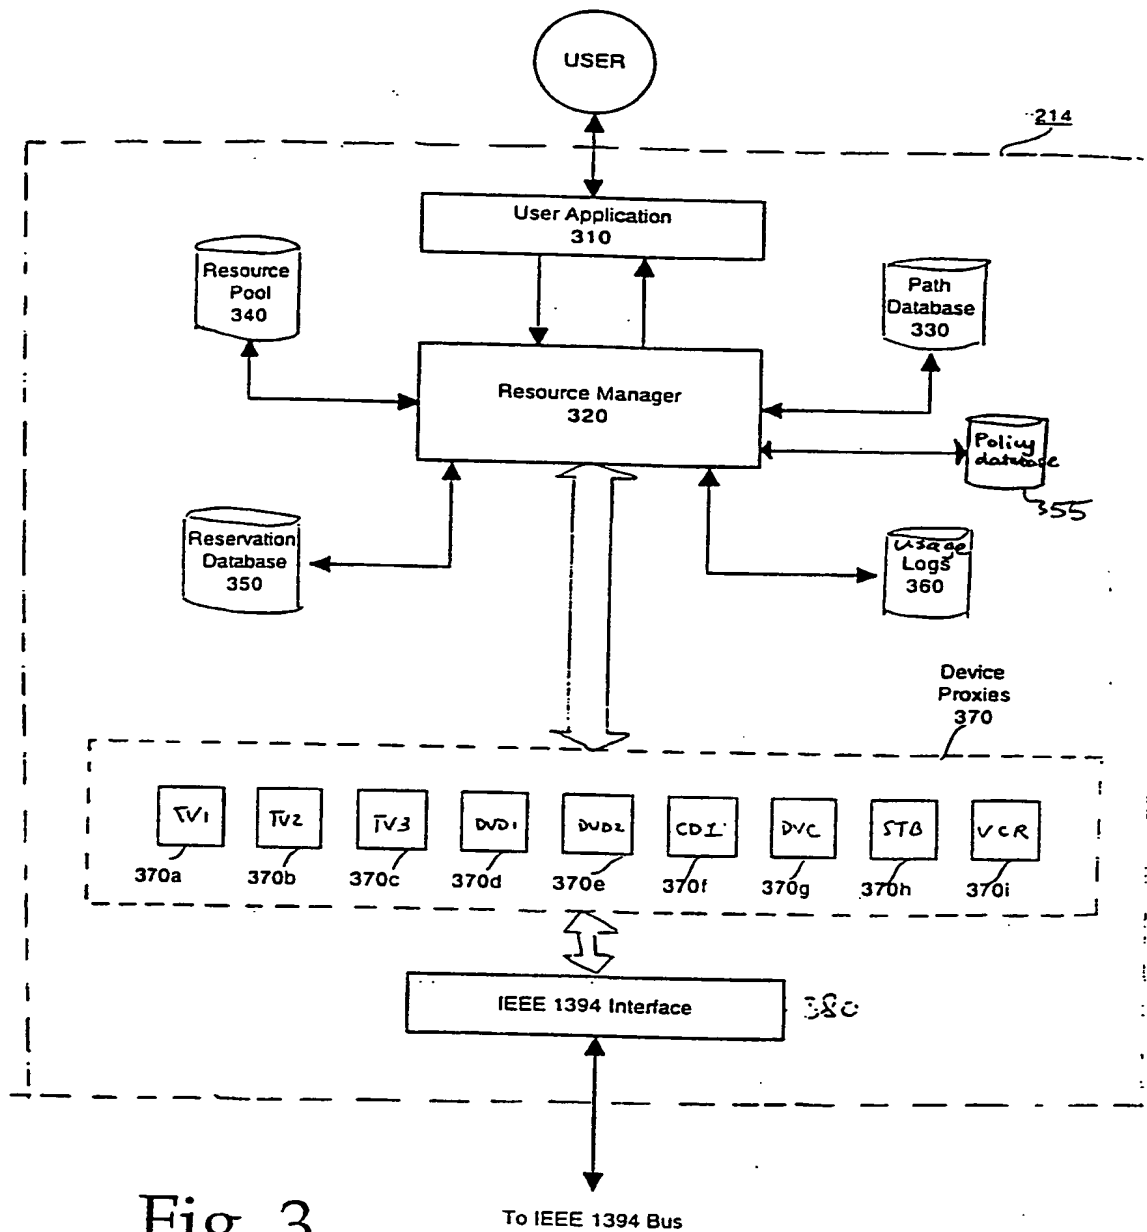 USER
214
User Application
310
Resource
Pool
340
Path
Database
330
Resource Manager
320
Policy
database
355
Reservation
Database
350
usage
Logs
360
Device
Proxies
370
TV1
TV2
TV3
DVD1
DVD2
CD1
DVC
STB
VCR
370a
370b
370c
370d
370e
370f
370g
370h
370i
IEEE 1394 Interface
380
To IEEE 1394 Bus
Fig. 3